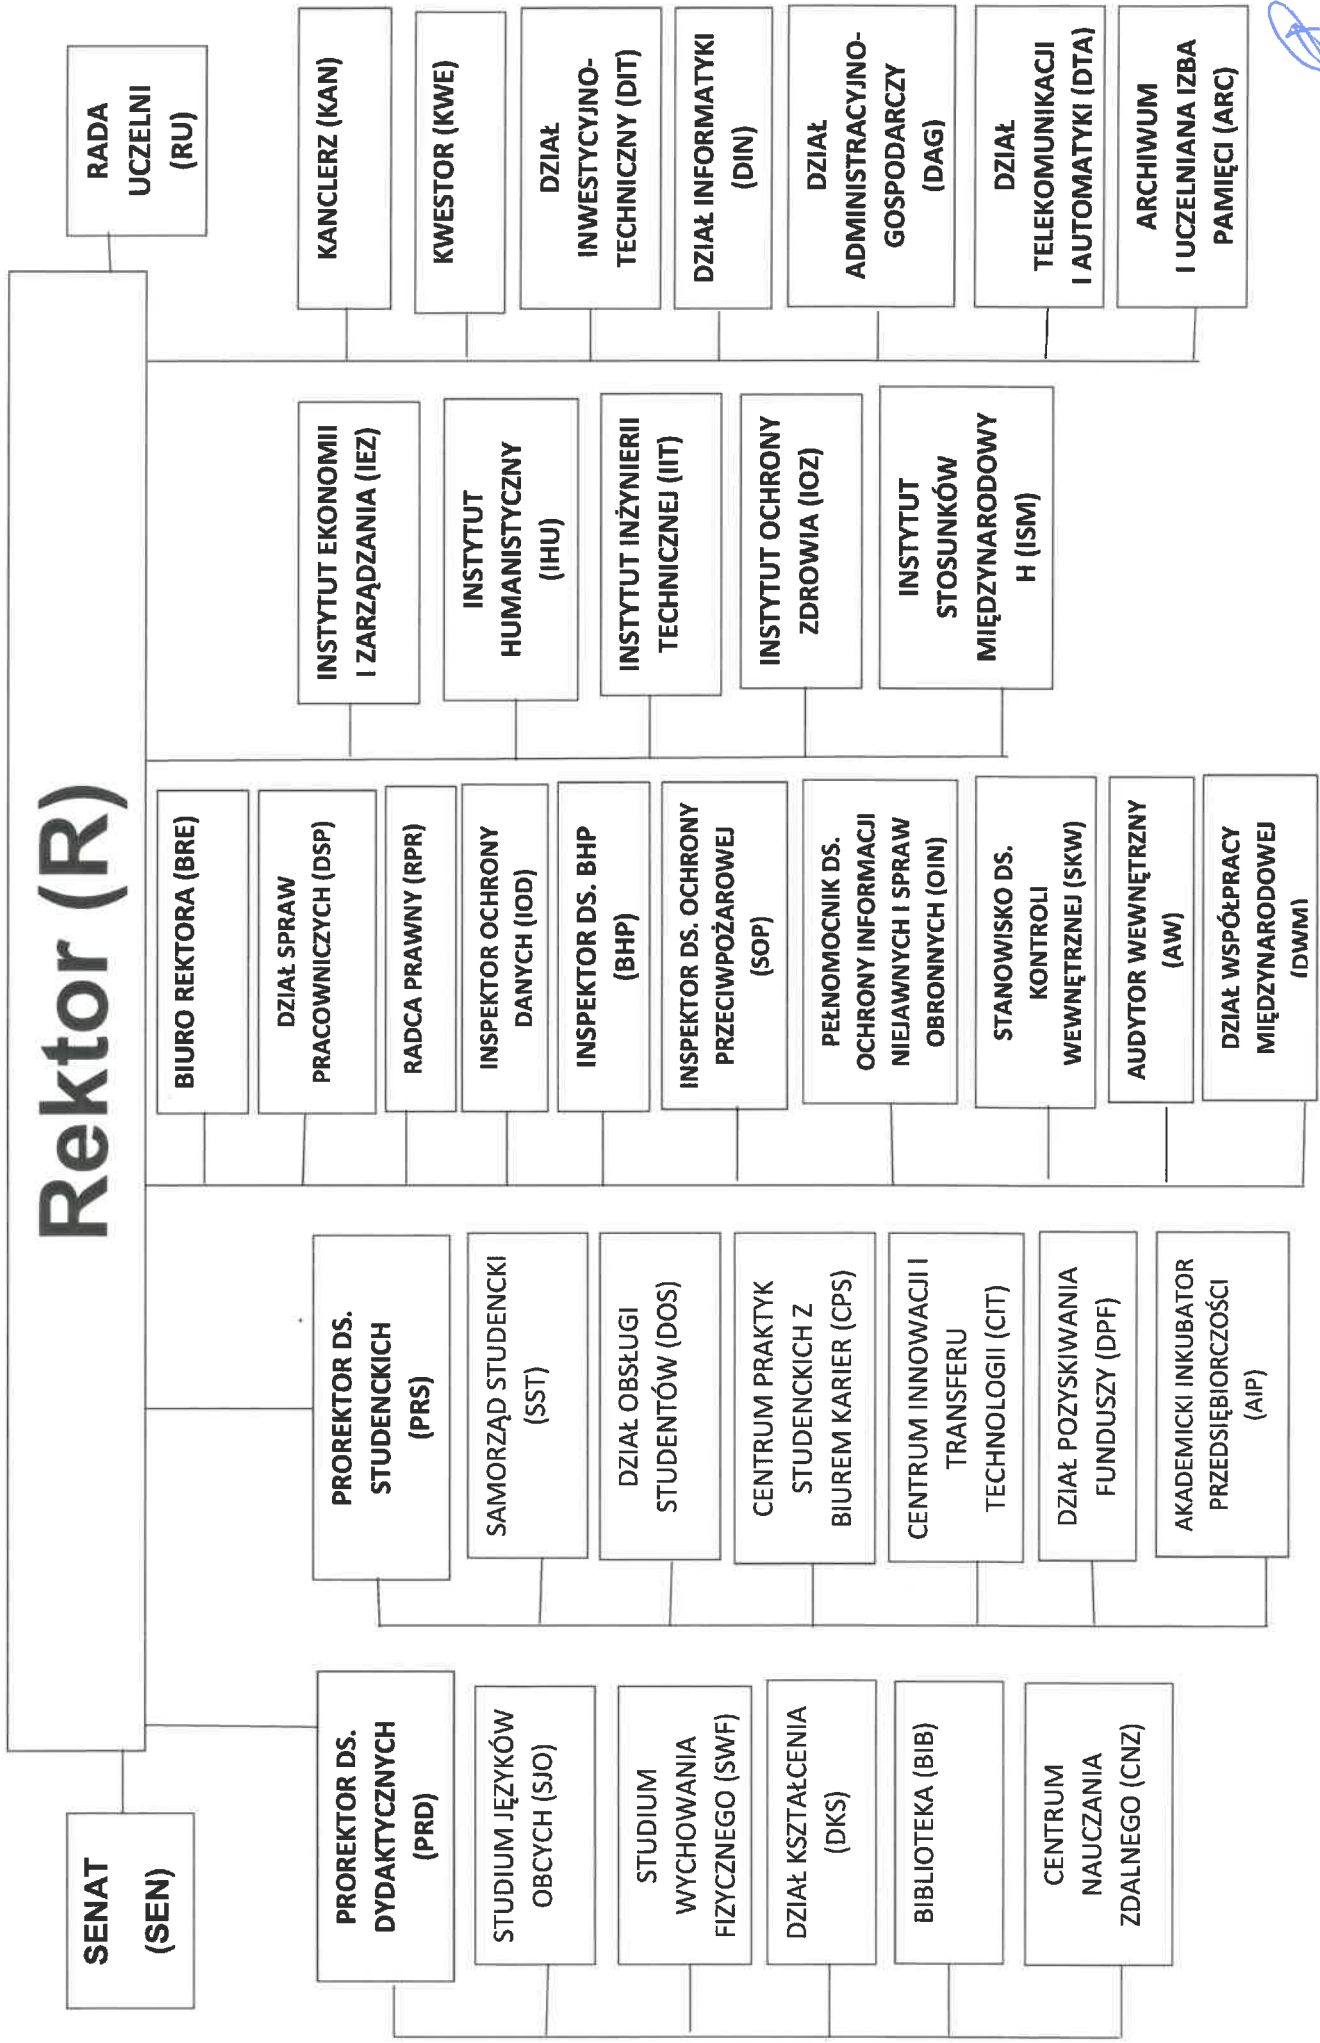 Rektor (R)
SENAT
(SEN)
RADA
UCZELNI
(RU)
PROREKTOR DS.
DYDAKTYCZNYCH
(PRD)
STUDIUM JĘZYKÓW
OBCYCH (SJO)
STUDIUM
WYCHOWANIA
FIZYCZNEGO (SWF)
DZIAŁ KSZTAŁCENIA
(DKS)
BIBLIOTEKA (BIB)
CENTRUM
NAUCZANIA
ZDALNEGO (CNZ)
PROREKTOR DS.
STUDENCKICH
(PRS)
SAMORZĄD STUDENCKI
(SST)
DZIAŁ OBSŁUGI
STUDENTÓW (DOS)
CENTRUM PRAKTYK
STUDENCKICH Z
BIUREM KARIER (CPS)
CENTRUM INNOWACJI I
TRANSFERU
TECHNOLOGII (CIT)
DZIAŁ POZYSKIWANIA
FUNDUSZY (DPF)
AKADEMICKI INKUBATOR
PRZEDSIĘBIORCZOŚCI
(AIP)
BIURO REKTORA (BRE)
DZIAŁ SPRAW
PRACOWNICZYCH (DSP)
RADCA PRAWNY (RPR)
INSPEKTOR OCHRONY
DANYCH (IOD)
INSPEKTOR DS. BHP
(BHP)
INSPEKTOR DS. OCHRONY
PRZECIWPOŻAROWEJ
(SOP)
PEŁNOMOCNIK DS.
OCHRONY INFORMACJI
NIEJAWNYCH I SPRAW
OBRONNYCH (OIN)
STANOWISKO DS.
KONTROLI
WEWNĘTRZNEJ (SKW)
AUDYTOR WEWNĘTRZNY
(AW)
DZIAŁ WSPÓŁPRACY
MIĘDZYNARODOWEJ
(DWM)
INSTYTUT EKONOMII
I ZARZĄDZANIA (IEZ)
INSTYTUT
HUMANISTYCZNY
(IHU)
INSTYTUT INŻYNIERII
TECHNICZNEJ (IIT)
INSTYTUT OCHRONY
ZDROWIA (IOZ)
INSTYTUT
STOSUNKÓW
MIĘDZYNARODOWY
H (ISM)
KANCLERZ (KAN)
KWESTOR (KWE)
DZIAŁ
INWESTYCYJNO-
TECHNICZNY (DIT)
DZIAŁ INFORMATYKI
(DIN)
DZIAŁ
ADMINISTRACYJNO-
GOSPODARCZY
(DAG)
DZIAŁ
TELEKOMUNIKACJI
I AUTOMATYKI (DTA)
ARCHIWUM
I UCZELNIANA IZBA
PAMIĘCI (ARC)